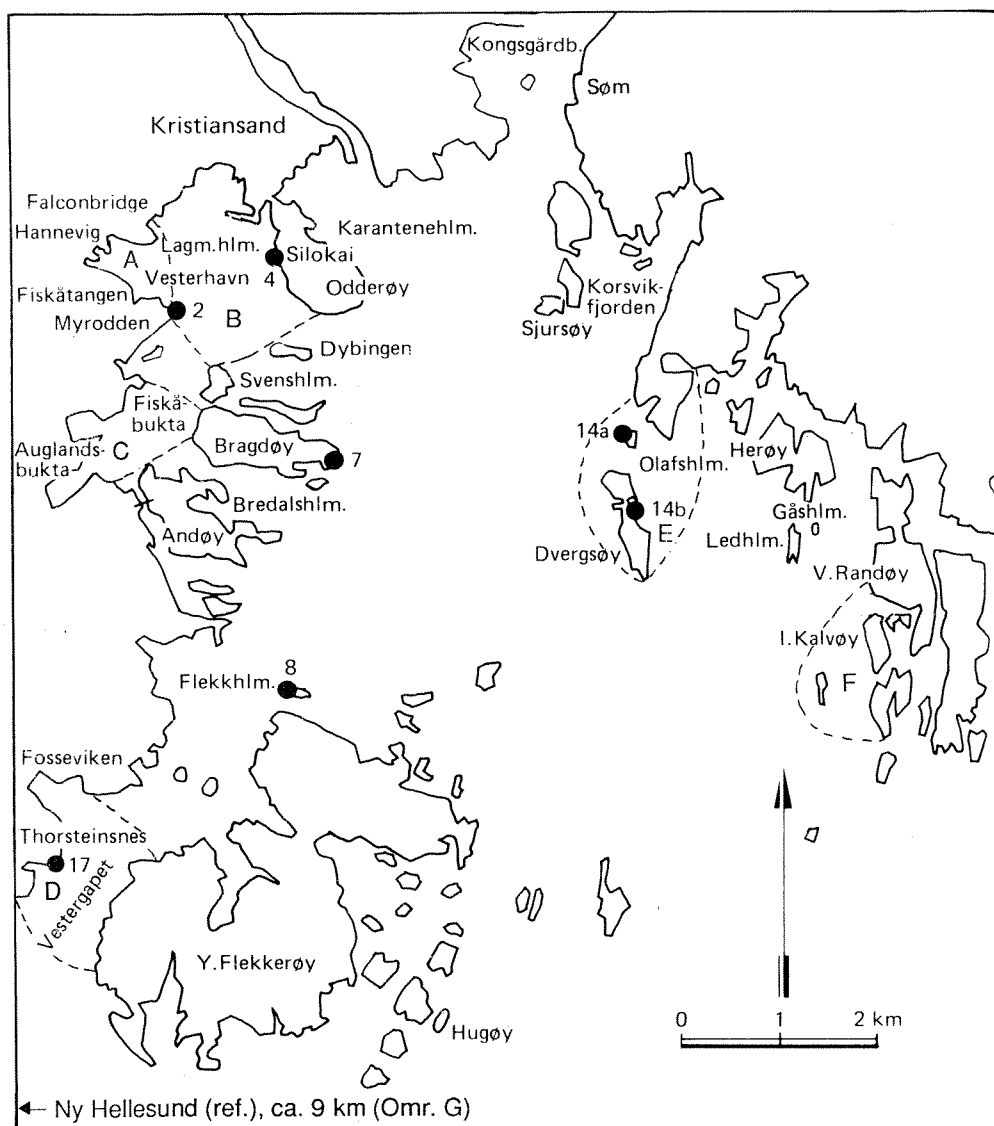 Kongsgårdb.
Søm
Kristiansand
Falconbridge
Hannevig
A
Lagm.hlm.
Vesterhavn
4
Silokai
Karantenehlm.
Odderøy
Fiskåtangen
Myrodden
2
B
Korsvik-
fjorden
Sjursøy
Dybingen
Svenshlm.
Fiskå-
bukta
Auglands-
bukta
C
Bragdøy
7
14a
Olafshlm.
Herøy
Bredalshlm.
Andøy
14b
E
Dvergsøy
Gåshlm.
Ledhlm.
V.Randøy
I.Kalvøy
F
8
Flekkhlm.
Fosseviken
Thorsteinsnes
17
D
Vestergapet
Y.Flekkerøy
Hugøy
0 1 2 km
← Ny Hellesund (ref.), ca. 9 km (Omr. G)